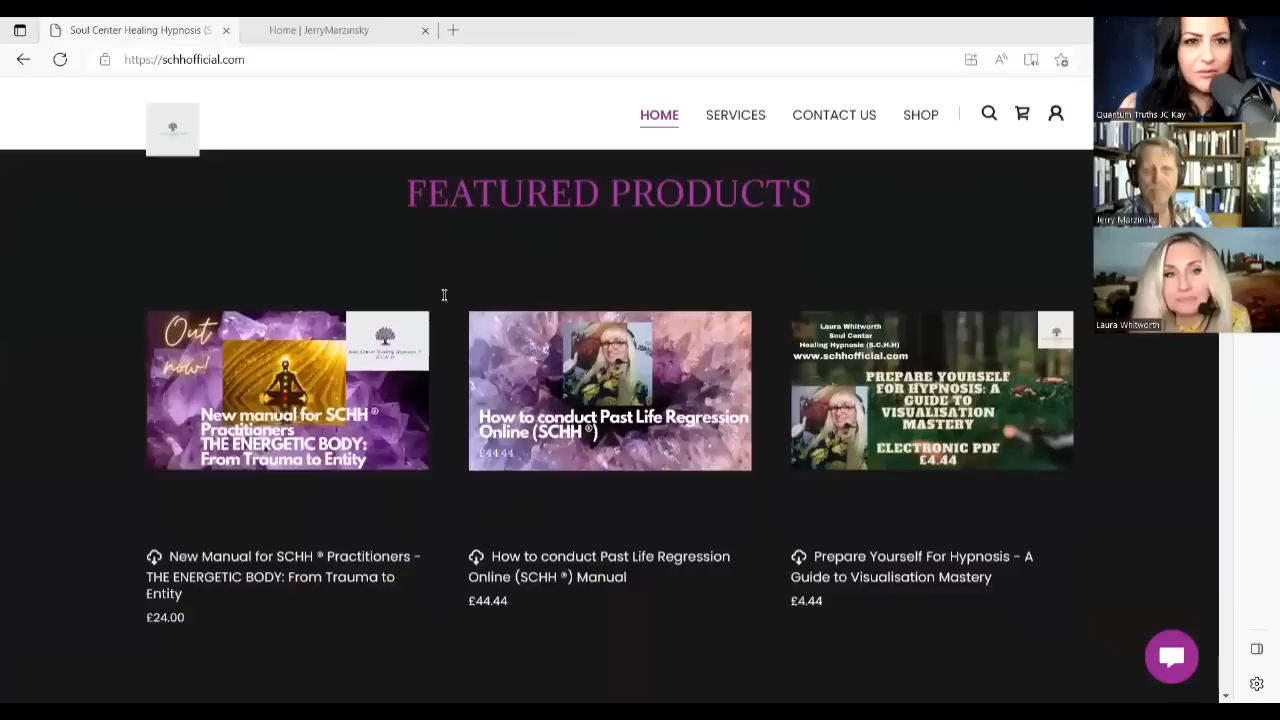 Soul Center Healing Hypnosis (S
Home | JerryMarzinsky
https://schhofficial.com
Quantum Truths JC Kay
Jerry Marzinsky
Laura Whitworth
HOME
SERVICES
CONTACT US
SHOP
FEATURED PRODUCTS
Out
now!
Soul Center Healing Hypnosis ®
S.C.H.H
New manual for SCHH ®
Practitioners
THE ENERGETIC BODY:
From Trauma to Entity
How to conduct Past Life Regression
Online (SCHH ®)
£44.44
Laura Whitworth
Soul Center
Healing Hypnosis (S.C.H.H)
www.schhofficial.com
PREPARE YOURSELF
FOR HYPNOSIS: A
GUIDE TO
VISUALISATION
MASTERY
ELECTRONIC PDF
£4.44
New Manual for SCHH ® Practitioners -
THE ENERGETIC BODY: From Trauma to
Entity
£24.00
How to conduct Past Life Regression
Online (SCHH ®) Manual
£44.44
Prepare Yourself For Hypnosis - A
Guide to Visualisation Mastery
£4.44